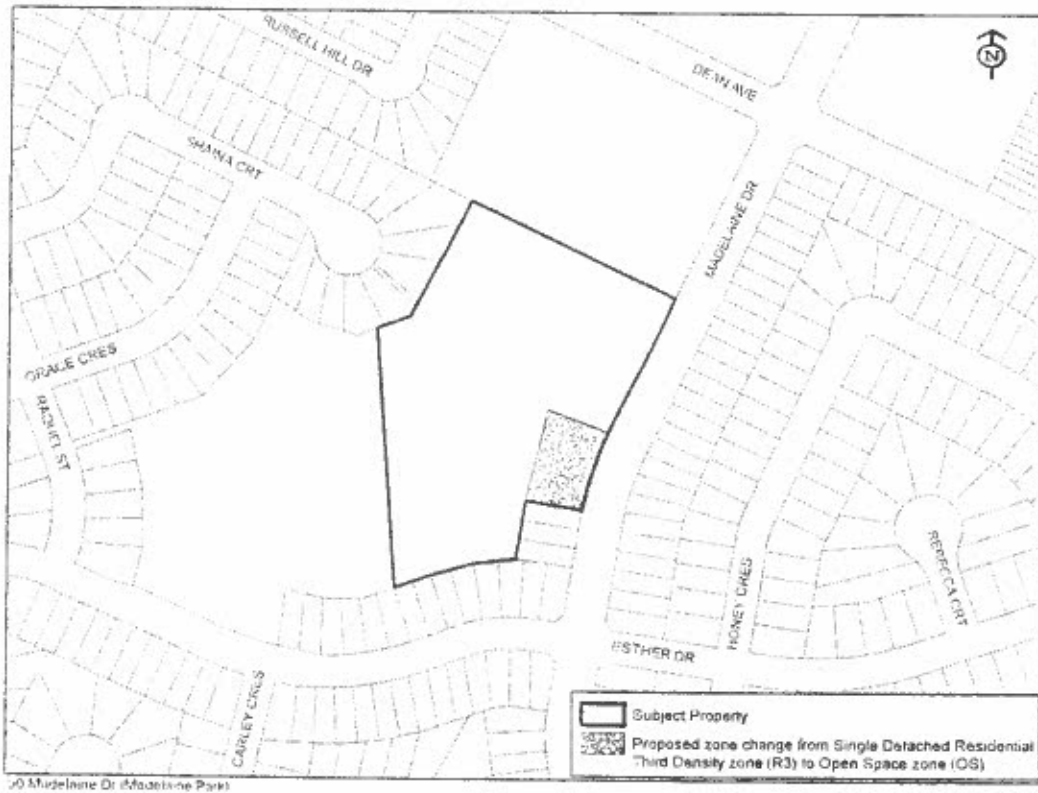 RUSSELL HILL DR
N
DEAN AVE
SHAINA CRT
MADELAINE DR
GRACE CRES
RAQUEL ST
REBECCA CRT
HONEY CRES
ESTHER DR
CARLEY CRES
Subject Property
Proposed zone change from Single Detached Residential
Third Density zone (R3) to Open Space zone (OS)
Madelaine Dr (Madelaine Park)